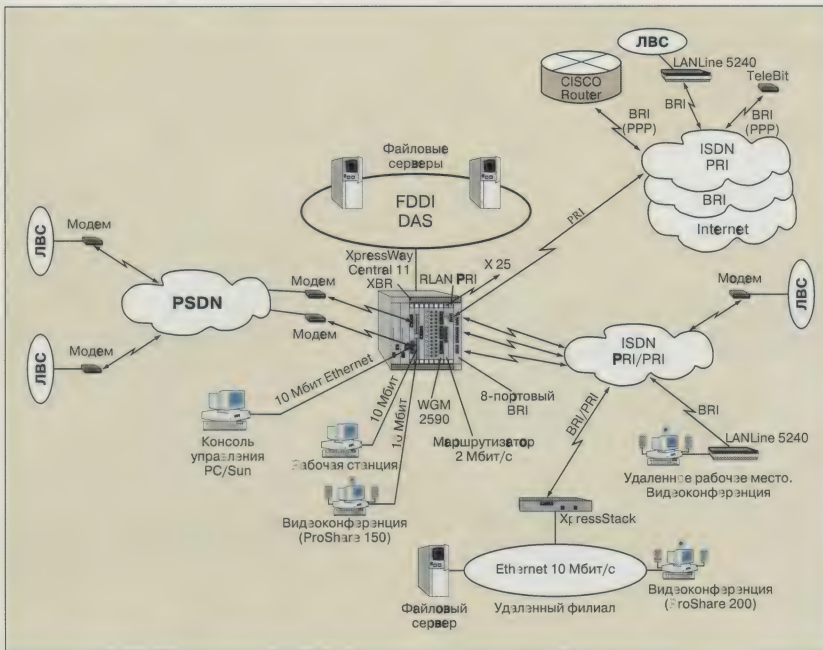 ЛВС
LANLine 5240
TeleBit
CISCO
Router
BRI
BRI
(PPP)
BRI
(PPP)
ISDN
PRI
BRI
Internet
Файловые
серверы
FDDI
DAS
PRI
ЛВС
Модем
XpressWay
Central 11
XBR
RLAN PRI
X 25
Модем
ЛВС
PSDN
Модем
Модем
ISDN
PRI/PRI
ЛВС
Модем
10 Мбит Ethernet
10 Мбит
10 Мбит
WGM
2590
8-портовый
BRI
Маршрутизатор
2 Мбит/с
BRI/PRI
BRI
LANLine 5240
Консоль
управления
PC/Sun
Рабочая станция
Видеоконференция
(ProShare 150)
Удаленное рабочее место.
Видеоконференция
XpressStack
Ethernet 10 Мбит/с
Файловый
сервер
Удаленный филиал
Видеоконференция
(ProShare 200)